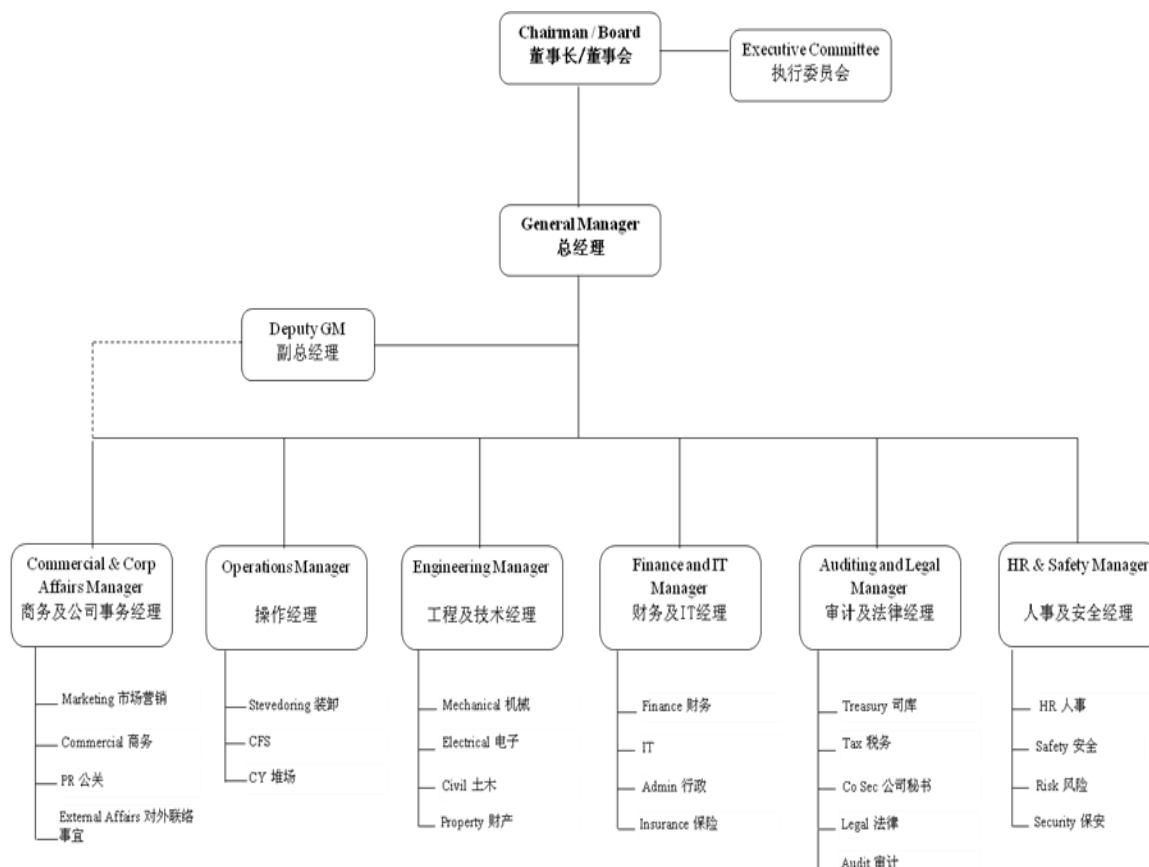 Chairman / Board
董事长/董事会
Executive Committee
执行委员会
General Manager
总经理
Deputy GM
副总经理
Commercial & Corp
Affairs Manager
商务及公司事务经理
Operations Manager
操作经理
Engineering Manager
工程及技术经理
Finance and IT
Manager
财务及IT经理
Auditing and Legal
Manager
审计及法律经理
HR & Safety Manager
人事及安全经理
Marketing 市场营销
Commercial 商务
PR 公关
External Affairs 对外联络
事宜
Stevedoring 装卸
CFS
CY 堆场
Mechanical 机械
Electrical 电子
Civil 土木
Property 财产
Finance 财务
IT
Admin 行政
Insurance 保险
Treasury 司库
Tax 税务
Co Sec 公司秘书
Legal 法律
Audit 审计
HR 人事
Safety 安全
Risk 风险
Security 保安